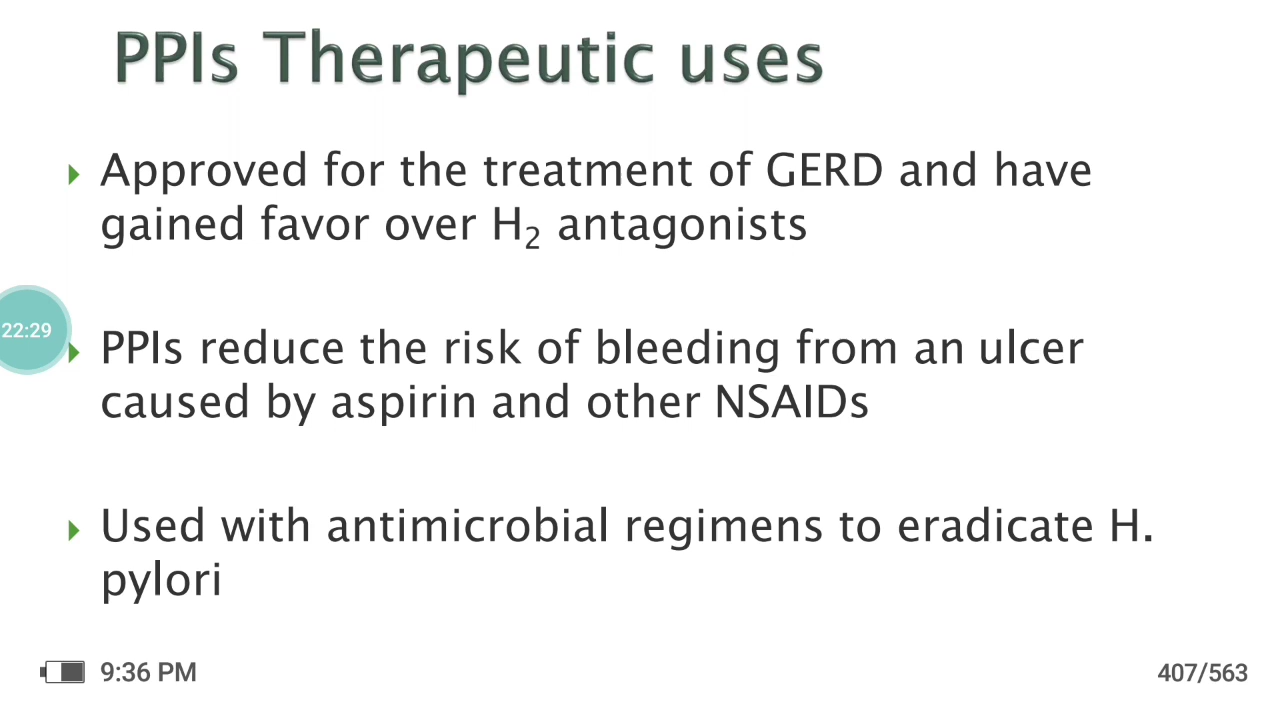 PPIs Therapeutic uses
Approved for the treatment of GERD and have
gained favor over H₂ antagonists
22:29
PPIs reduce the risk of bleeding from an ulcer
caused by aspirin and other NSAIDs
Used with antimicrobial regimens to eradicate H.
pylori
9:36 PM
407/563